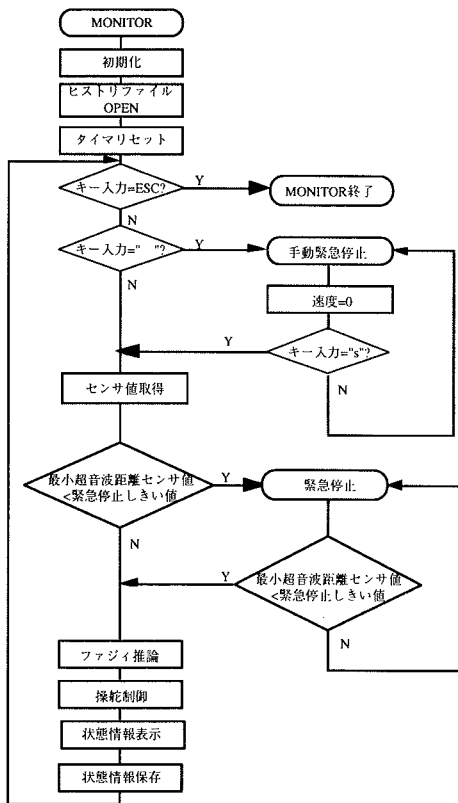 MONITOR
初期化
ヒストリファイル
OPEN
タイマリセット
キー入力=ESC?
Y
MONITOR終了
N
キー入力=" "?
Y
手動緊急停止
N
速度=0
Y
キー入力="s"?
N
センサ値取得
最小超音波距離センサ値
<緊急停止しきい値
Y
緊急停止
N
Y
最小超音波距離センサ値
<緊急停止しきい値
N
ファジィ推論
操舵制御
状態情報表示
状態情報保存